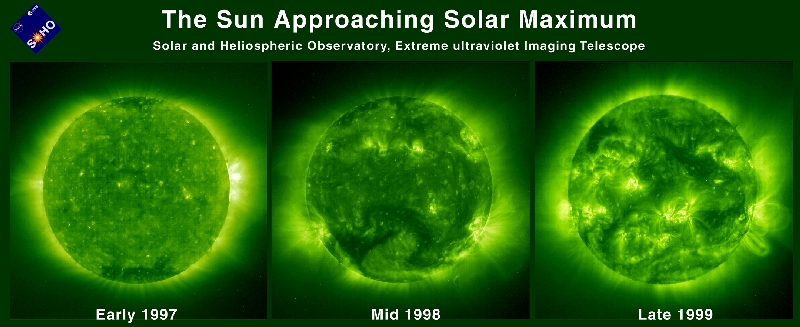 The Sun Approaching Solar Maximum
SOHO
Solar and Heliospheric Observatory, Extreme ultraviolet Imaging Telescope
Early 1997
Mid 1998
Late 1999